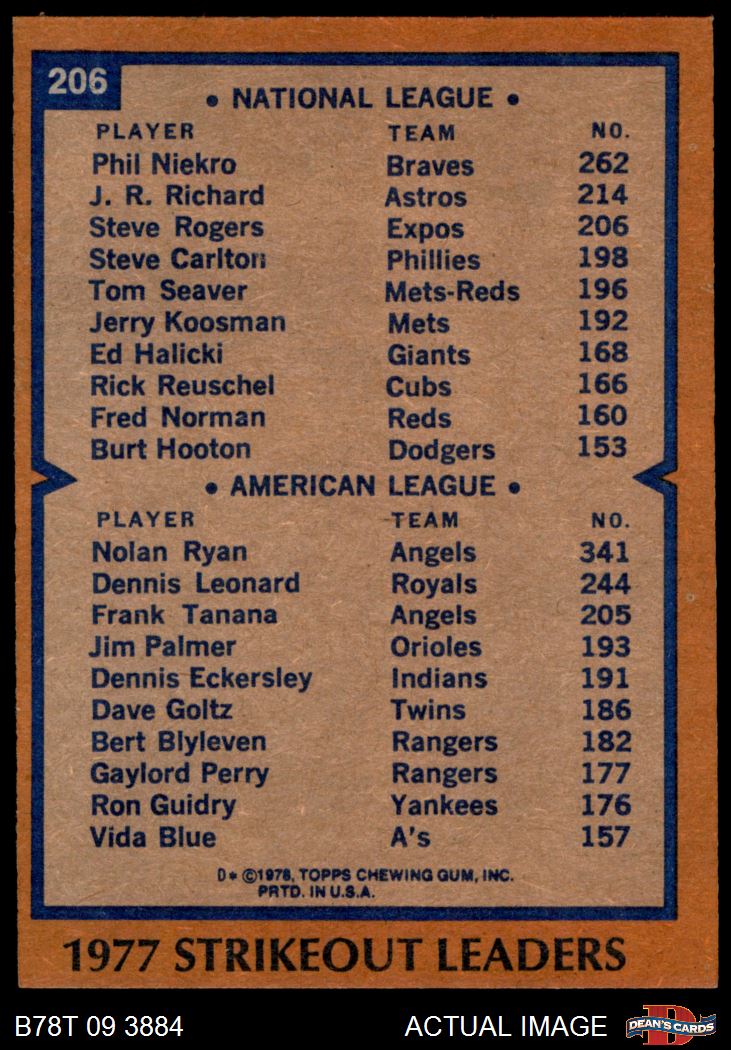 206
• NATIONAL LEAGUE •
PLAYER TEAM NO.
Phil Niekro Braves 262
J. R. Richard Astros 214
Steve Rogers Expos 206
Steve Carlton Phillies 198
Tom Seaver Mets-Reds 196
Jerry Koosman Mets 192
Ed Halicki Giants 168
Rick Reuschel Cubs 166
Fred Norman Reds 160
Burt Hooton Dodgers 153
• AMERICAN LEAGUE •
PLAYER TEAM NO.
Nolan Ryan Angels 341
Dennis Leonard Royals 244
Frank Tanana Angels 205
Jim Palmer Orioles 193
Dennis Eckersley Indians 191
Dave Goltz Twins 186
Bert Blyleven Rangers 182
Gaylord Perry Rangers 177
Ron Guidry Yankees 176
Vida Blue A's 157
D* ©1978, TOPPS CHEWING GUM, INC.
PRTD. IN U.S.A.
1977 STRIKEOUT LEADERS
B78T 09 3884 ACTUAL IMAGE DEAN'S CARDS